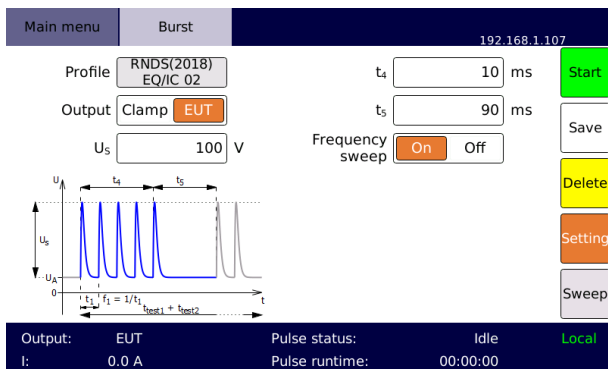 Main menu
Burst
192.168.1.107
Profile
RNDS(2018)
EQ/IC 02
Output
Clamp
EUT
US
100
V
t4
10
ms
t5
90
ms
Frequency
sweep
On
Off
Start
Save
Delete
Setting
Sweep
U
t4
t5
Us
UA
0
t1
f1 = 1/t1
ttest1 + ttest2
t
Output:
EUT
Pulse status:
Idle
Local
I:
0.0 A
Pulse runtime:
00:00:00